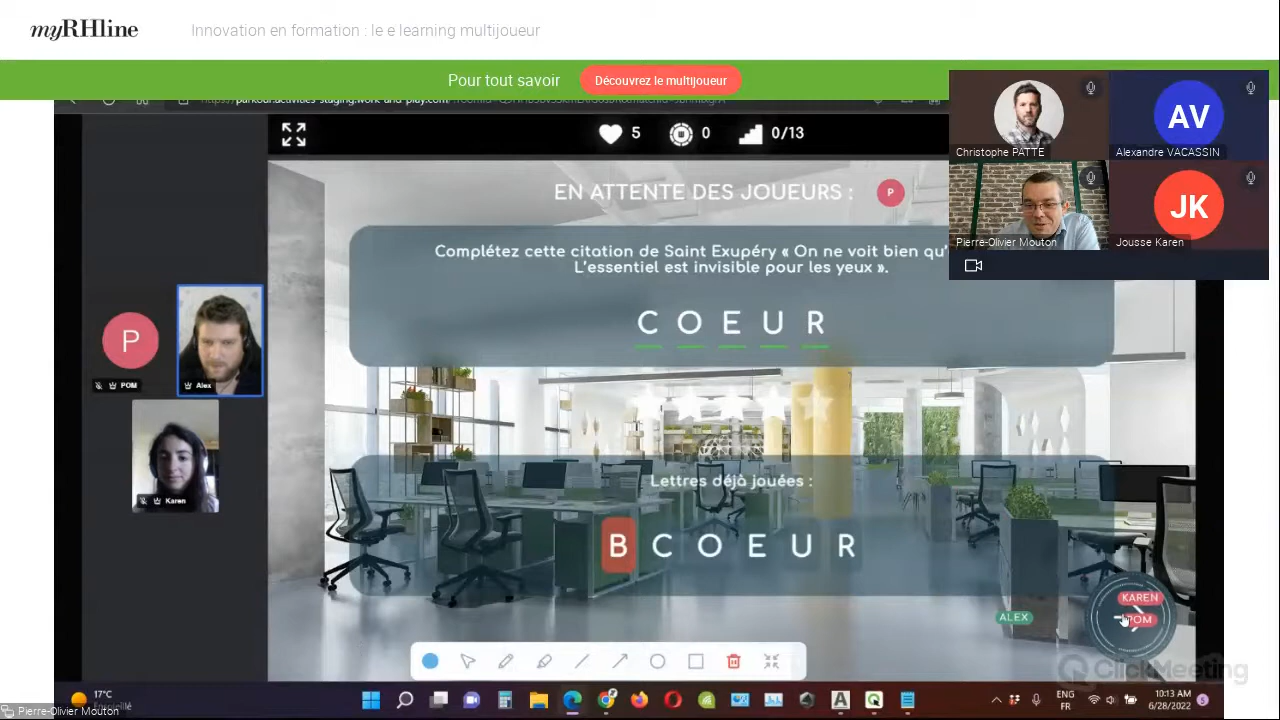 myRHline
Innovation en formation : le e learning multijoueur
Pour tout savoir
Découvrez le multijoueur
Christophe PATTE
AV
Alexandre VACASSIN
Pierre-Olivier Mouton
JK
Jousse Karen
5
0
0/13
EN ATTENTE DES JOUEURS :
P
Complétez cette citation de Saint Exupéry « On ne voit bien qu'
L'essentiel est invisible pour les yeux ».
C O E U R
P
POM
Alex
Karen
Lettres déjà jouées :
B C O E U R
KAREN
ALEX
POM
ClickMeeting
17°C
Ensoleillé
ENG
FR
10:13 AM
6/28/2022
5
Pierre-Olivier Mouton